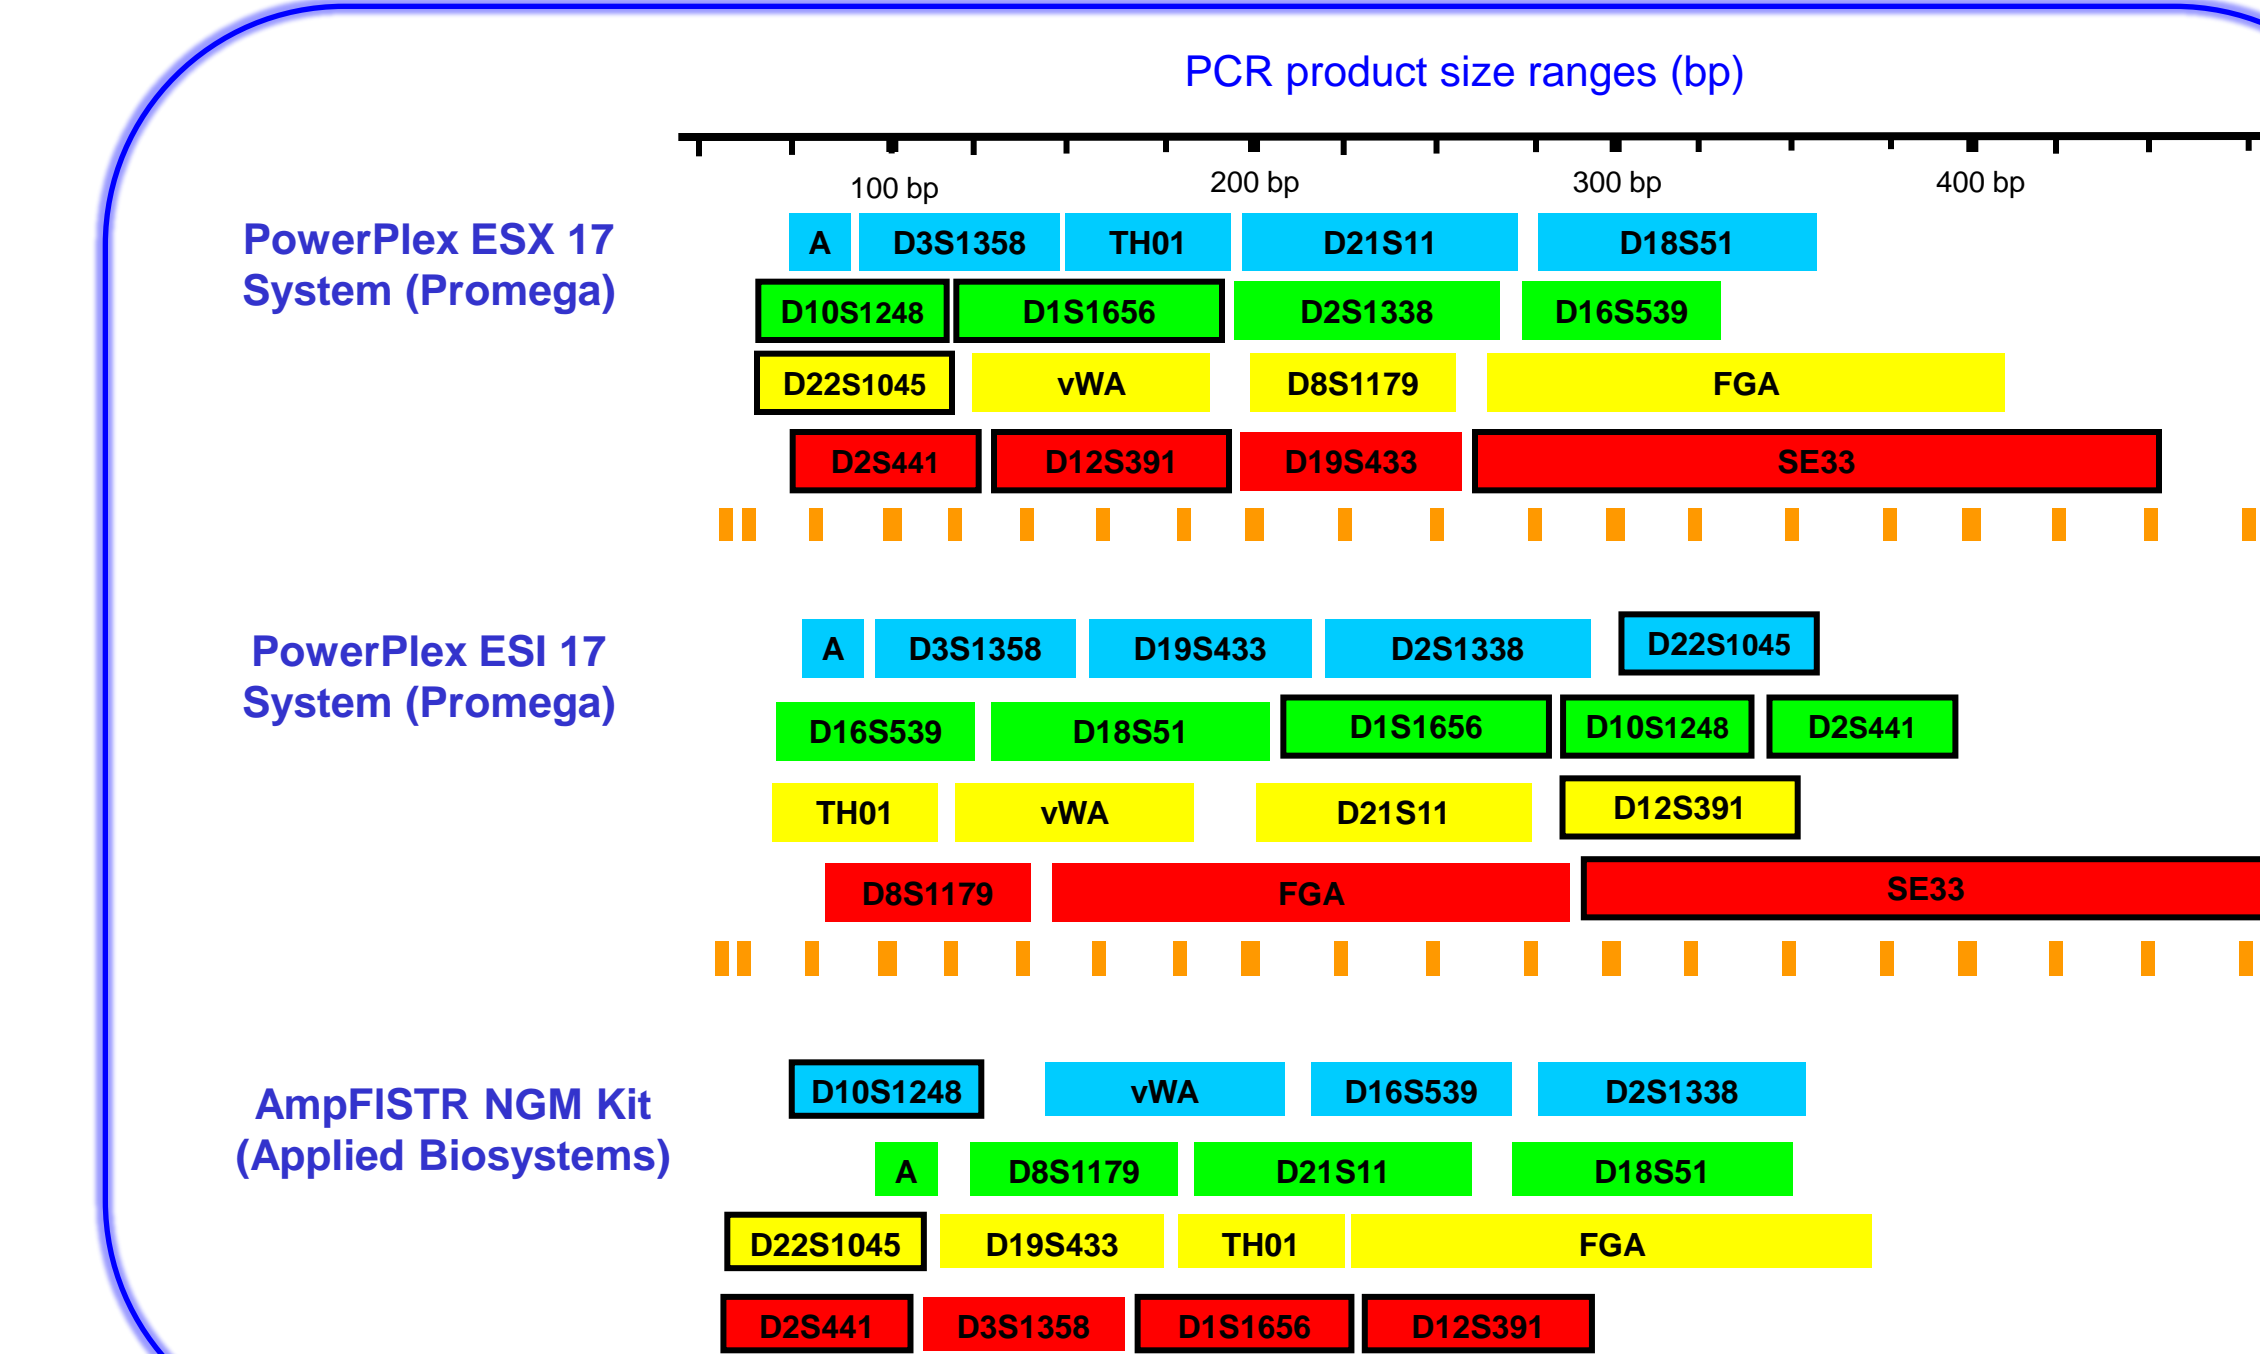 PCR product size ranges (bp)
100 bp 200 bp 300 bp 400 bp
PowerPlex ESX 17
System (Promega)
A D3S1358 TH01 D21S11 D18S51
D10S1248 D1S1656 D2S1338 D16S539
D22S1045 vWA D8S1179 FGA
D2S441 D12S391 D19S433 SE33
PowerPlex ESI 17
System (Promega)
A D3S1358 D19S433 D2S1338 D22S1045
D16S539 D18S51 D1S1656 D10S1248 D2S441
TH01 vWA D21S11 D12S391
D8S1179 FGA SE33
AmpFlSTR NGM Kit
(Applied Biosystems)
D10S1248 vWA D16S539 D2S1338
A D8S1179 D21S11 D18S51
D22S1045 D19S433 TH01 FGA
D2S441 D3S1358 D1S1656 D12S391